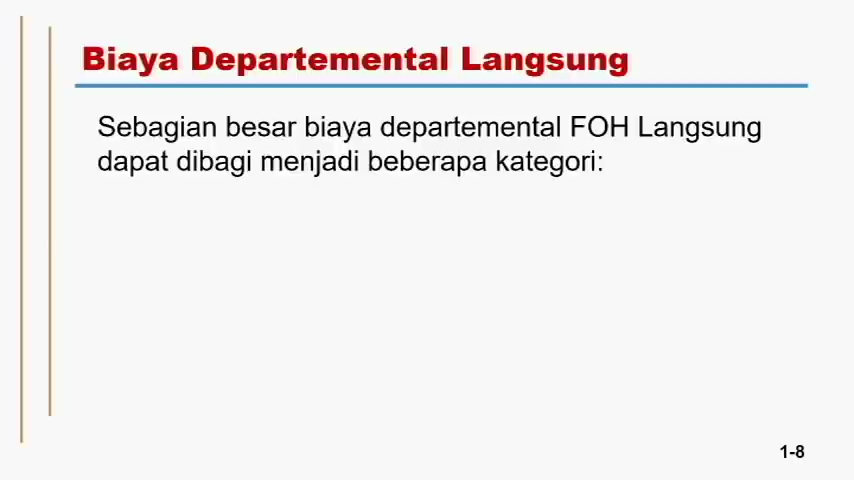 Biaya Departemental Langsung
Sebagian besar biaya departemental FOH Langsung
dapat dibagi menjadi beberapa kategori:
1-8